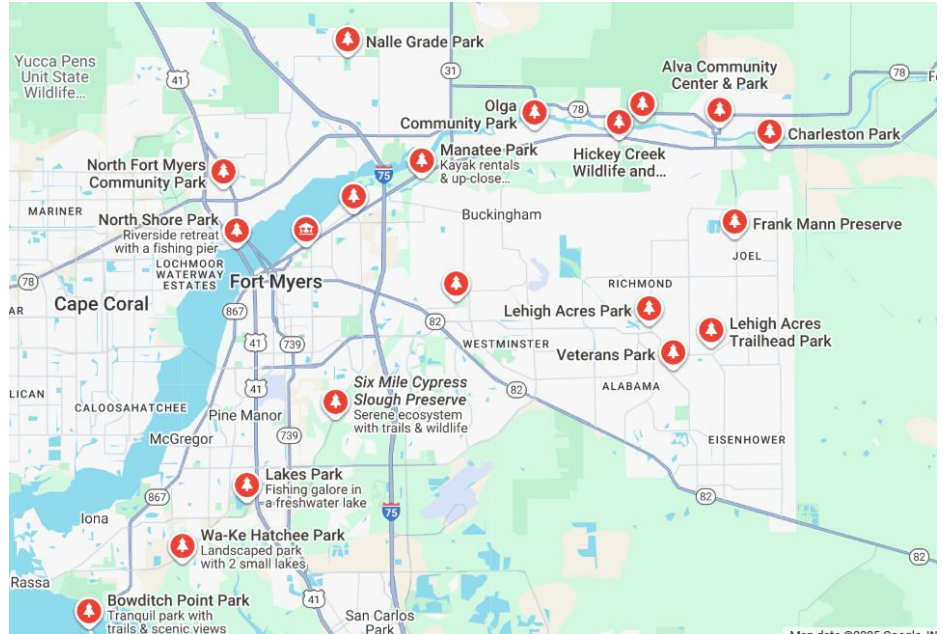 Yucca Pens
Unit State
Wildlife...
41
Nalle Grade Park
31
Alva Community
Center & Park
78
Olga
Community Park
78
Charleston Park
Hickey Creek
Wildlife and...
North Fort Myers
Community Park
Manatee Park
Kayak rentals
& up-close...
75
MARINER
North Shore Park
Riverside retreat
with a fishing pier
Buckingham
Frank Mann Preserve
JOEL
LOCHMOOR
WATERWAY
ESTATES
78
Fort Myers
RICHMOND
Cape Coral
867
82
Lehigh Acres Park
Lehigh Acres
Trailhead Park
41
739
WESTMINSTER
Veterans Park
82
ALABAMA
41
Six Mile Cypress
Slough Preserve
Serene ecosystem
with trails & wildlife
CALOOSAHATCHEE
Pine Manor
McGregor
739
EISENHOWER
Lakes Park
Fishing galore in
a freshwater lake
867
82
75
Iona
Wa-Ke Hatchee Park
Landscaped park
with 2 small lakes
82
Rassa
Bowditch Point Park
Tranquil park with
trails & scenic views
41
San Carlos
Park